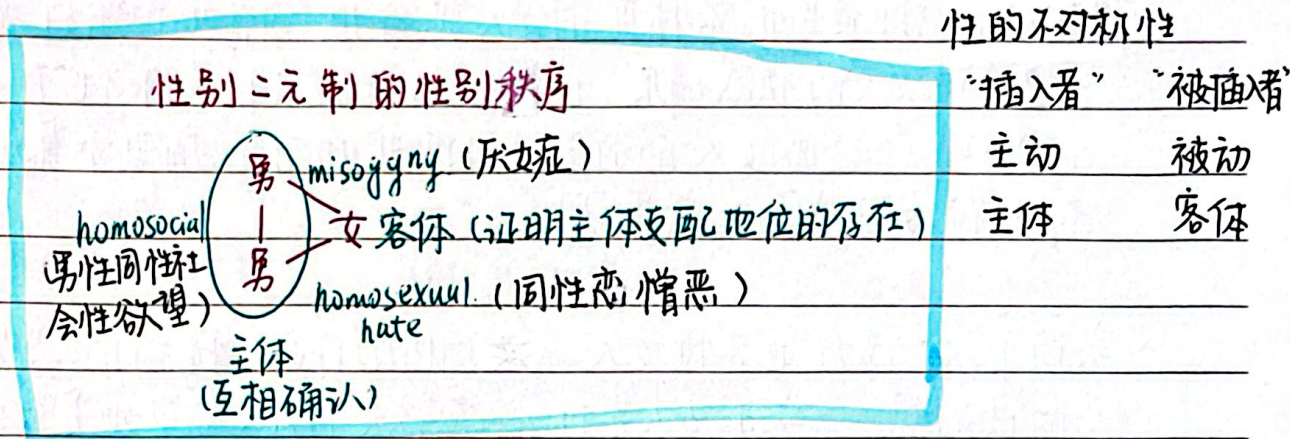 性的不对称性
性别二元制的性别秩序
"插入者" "被插入者"
男 misogyny (厌女症)
主动 被动
homosocial
女 客体 (证明主体支配地位的存在)
主体 客体
(男性同性社
会性欲望)
男
homosexual. (同性恋憎恶)
hate
主体
(互相确认)